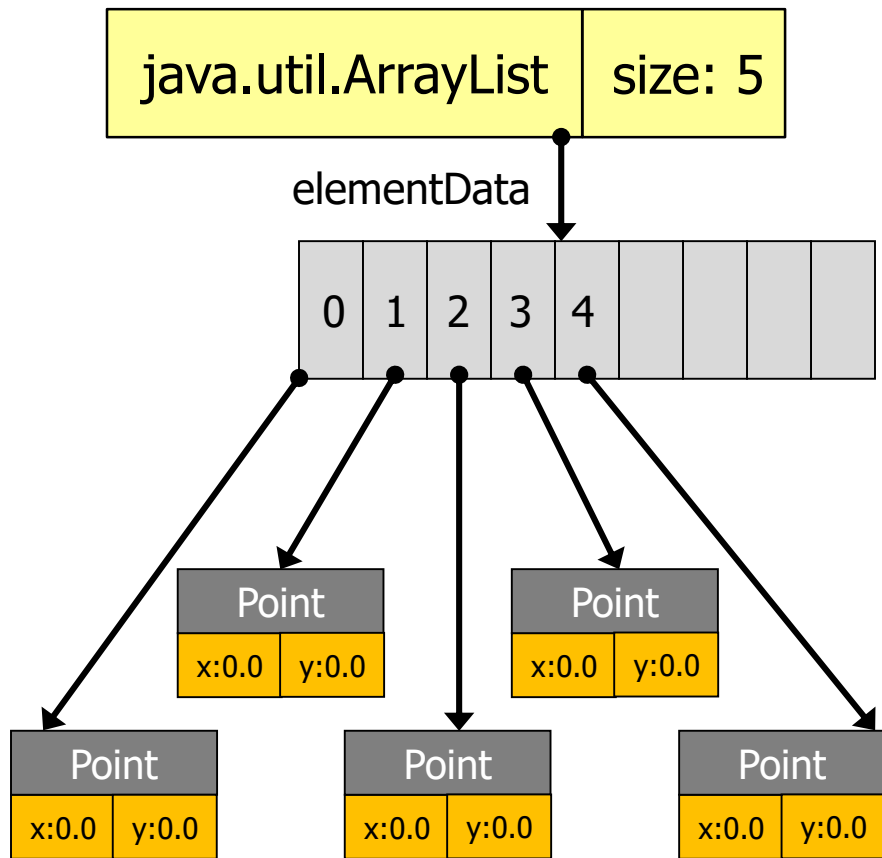 java.util.ArrayList size: 5
elementData
0 1 2 3 4
Point Point
x:0.0 y:0.0 x:0.0 y:0.0
Point Point Point
x:0.0 y:0.0 x:0.0 y:0.0 x:0.0 y:0.0